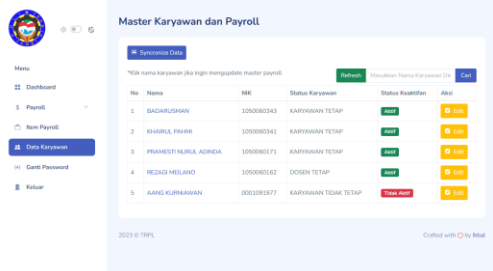 Master Karyawan dan Payroll
Menu
Dashboard
Payroll
Item Payroll
Data Karyawan
Ganti Password
Keluar
Syncronize Data
*Klik nama karyawan jika ingin mengupdate master payroll
Refresh
Masukkan Nama Karyawan
Cari
No Nama NIK Status Karyawan Status Keaktifan Aksi
1 BADARUSMAN 1050060343 KARYAWAN TETAP Aktif Edit
2 KHAIRUL PAHMI 1050060341 KARYAWAN TETAP Aktif Edit
3 PRAMESTI NURUL ADINDA 1050060171 KARYAWAN TETAP Aktif Edit
4 REZAGI MEILANO 1050060162 DOSEN TETAP Aktif Edit
5 AANG KURNIAWAN 0001091977 KARYAWAN TIDAK TETAP Tidak Aktif Edit
2023 © TRPL
Crafted with by